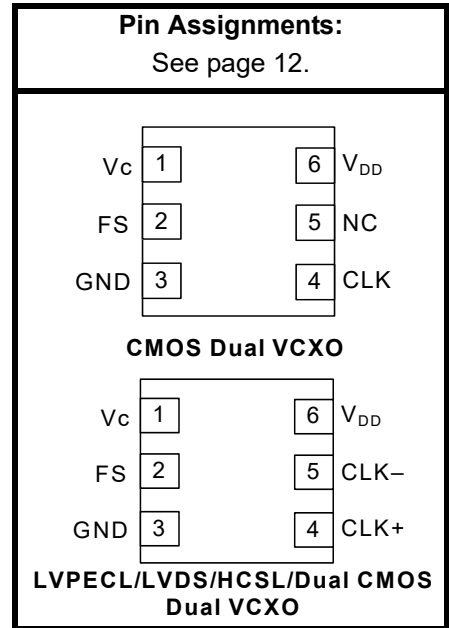 Pin Assignments:
See page 12.
Vc 1 6 VDD
FS 2 5 NC
GND 3 4 CLK
CMOS Dual VCXO
Vc 1 6 VDD
FS 2 5 CLK–
GND 3 4 CLK+
LVPECL/LVDS/HCSL/Dual CMOS
Dual VCXO